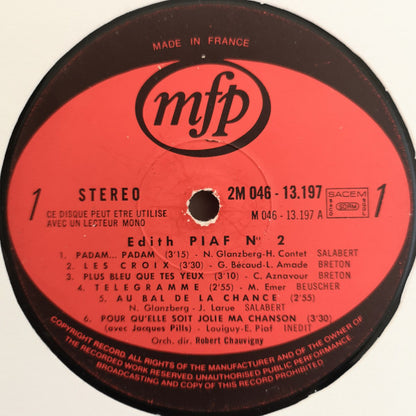 MADE IN FRANCE
mfp
1 STEREO 2M 046 - 13.197 SACEM SDRM 1
CE DISQUE PEUT ETRE UTILISE
AVEC UN LECTEUR MONO
M 046 - 13.197 A
Edith PIAF N° 2
1. PADAM... PADAM (3'15) - N. Glanzberg-H. Contet SALABERT
2. LES CROIX (3'30) - G. Bécaud-L. Amade BRETON
3. PLUS BLEU QUE TES YEUX (3'10) - C. Aznavour BRETON
4. TELEGRAMME (2'55) - M. Emer BEUSCHER
5. AU BAL DE LA CHANCE (2'55)
N. Glanzberg - J. Larue SALABERT
6. POUR QU'ELLE SOIT JOLIE MA CHANSON (3'30)
(avec Jacques Pills) - Louiguy-E. Piaf INEDIT
Orch. dir. Robert Chauvigny
COPYRIGHT RECORD. ALL RIGHTS OF THE MANUFACTURER AND OF THE OWNER OF
THE RECORDED WORK RESERVED UNAUTHORISED PUBLIC PERFORMANCE
BROADCASTING AND COPY OF THIS RECORD PROHIBITED.